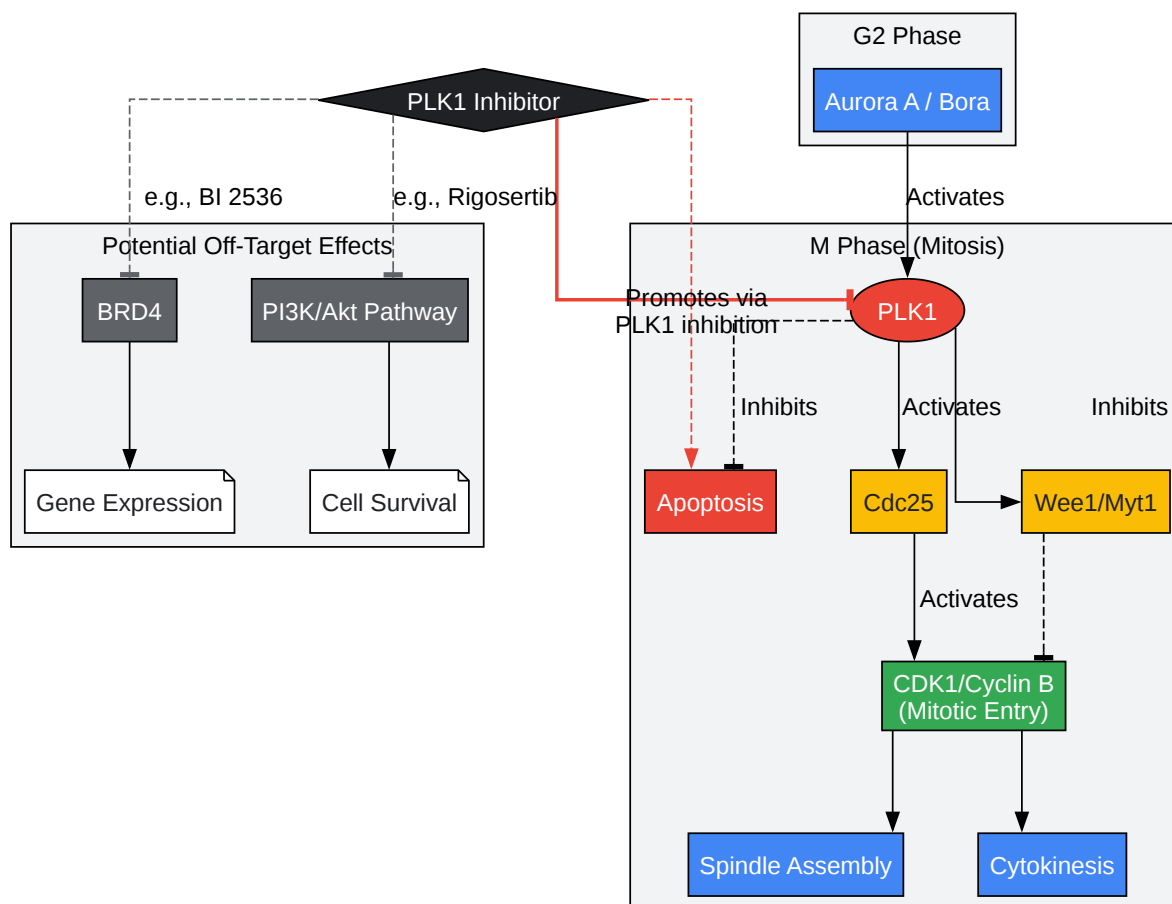 G2 Phase
PLK1 Inhibitor
Aurora A / Bora
e.g., BI 2536
e.g., Rigosertib
Activates
Potential Off-Target Effects
M Phase (Mitosis)
BRD4
PI3K/Akt Pathway
Promotes via
PLK1 inhibition
PLK1
Inhibits
Activates
Inhibits
Gene Expression
Cell Survival
Apoptosis
Cdc25
Wee1/Myt1
Activates
CDK1/Cyclin B
(Mitotic Entry)
Spindle Assembly
Cytokinesis